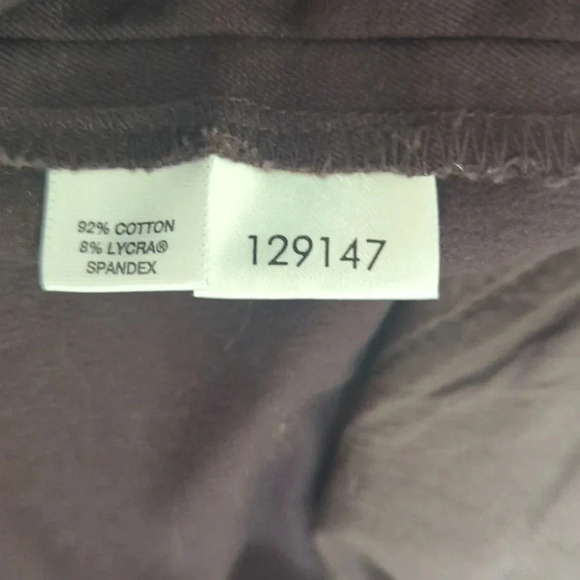 92% COTTON
8% LYCRA®
SPANDEX
129147